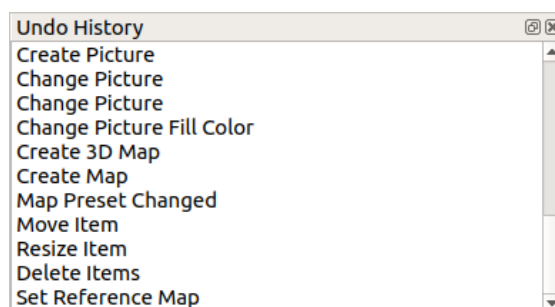 Undo History
Create Picture
Change Picture
Change Picture
Change Picture Fill Color
Create 3D Map
Create Map
Map Preset Changed
Move Item
Resize Item
Delete Items
Set Reference Map